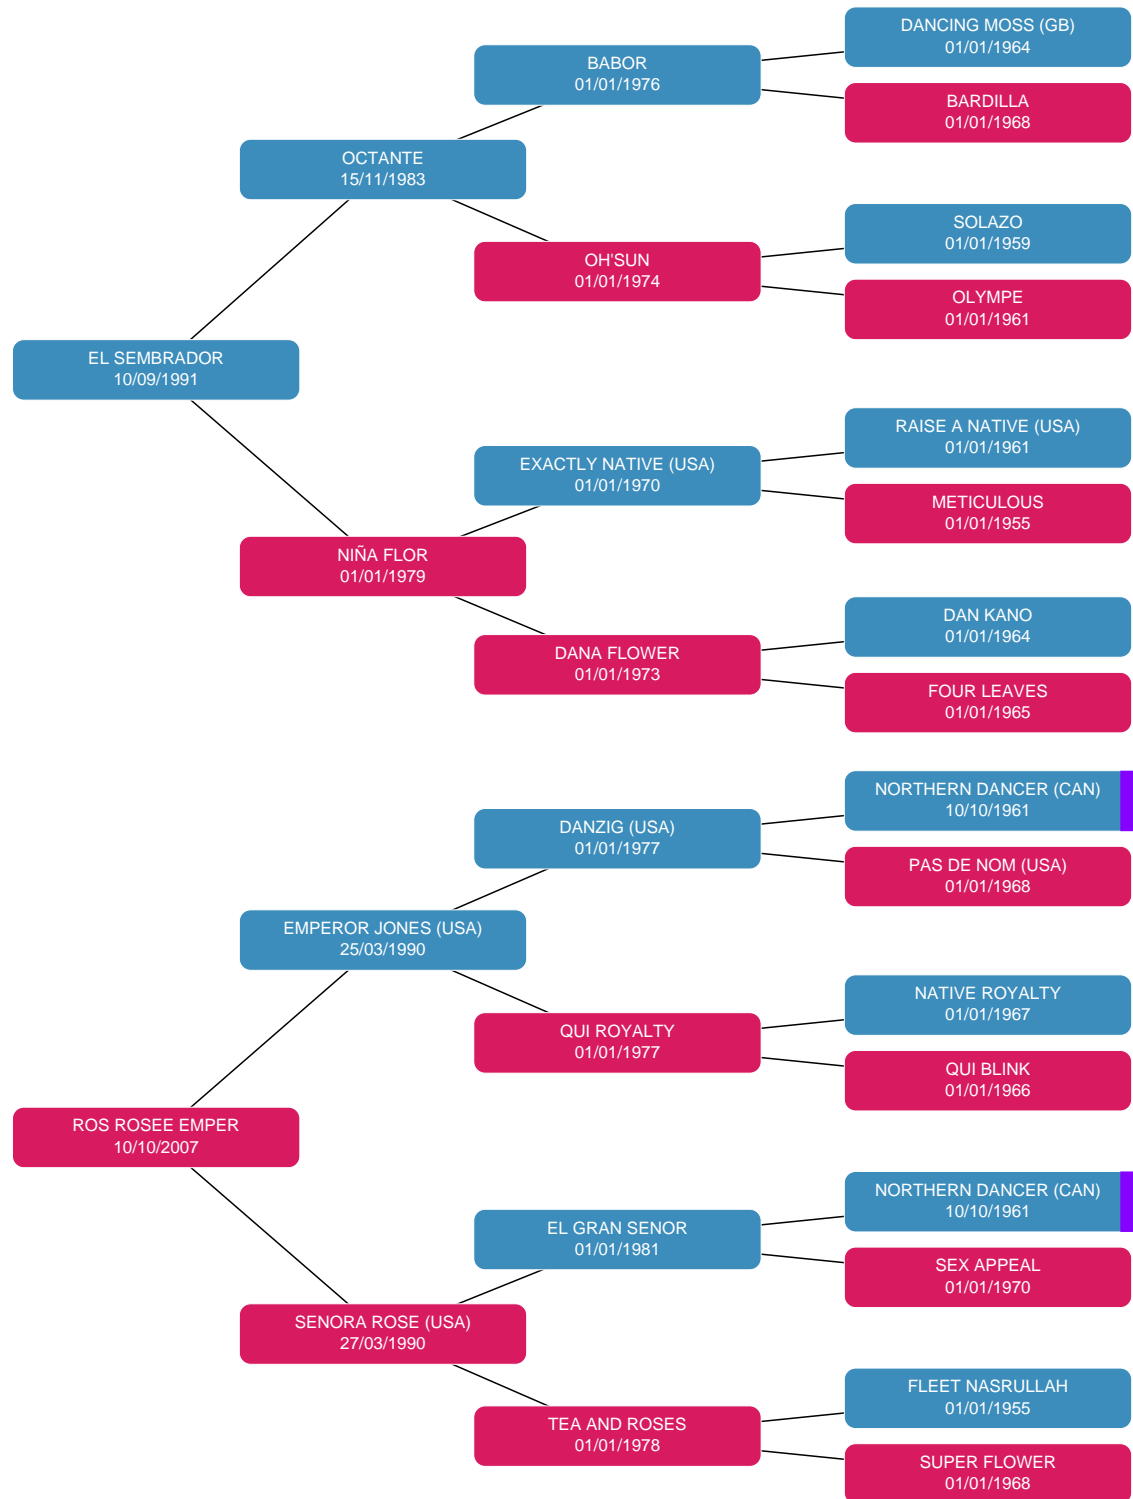 DANCING MOSS (GB)
01/01/1964
BABOR
01/01/1976
BARDILLA
01/01/1968
OCTANTE
15/11/1983
SOLAZO
01/01/1959
OH'SUN
01/01/1974
OLYMPE
01/01/1961
EL SEMBRADOR
10/09/1991
RAISE A NATIVE (USA)
01/01/1961
EXACTLY NATIVE (USA)
01/01/1970
METICULOUS
01/01/1955
NIÑA FLOR
01/01/1979
DAN KANO
01/01/1964
DANA FLOWER
01/01/1973
FOUR LEAVES
01/01/1965
NORTHERN DANCER (CAN)
10/10/1961
DANZIG (USA)
01/01/1977
PAS DE NOM (USA)
01/01/1968
EMPEROR JONES (USA)
25/03/1990
NATIVE ROYALTY
01/01/1967
QUI ROYALTY
01/01/1977
QUI BLINK
01/01/1966
ROS ROSEE EMPER
10/10/2007
NORTHERN DANCER (CAN)
10/10/1961
EL GRAN SENOR
01/01/1981
SEX APPEAL
01/01/1970
SENORA ROSE (USA)
27/03/1990
FLEET NASRULLAH
01/01/1955
TEA AND ROSES
01/01/1978
SUPER FLOWER
01/01/1968